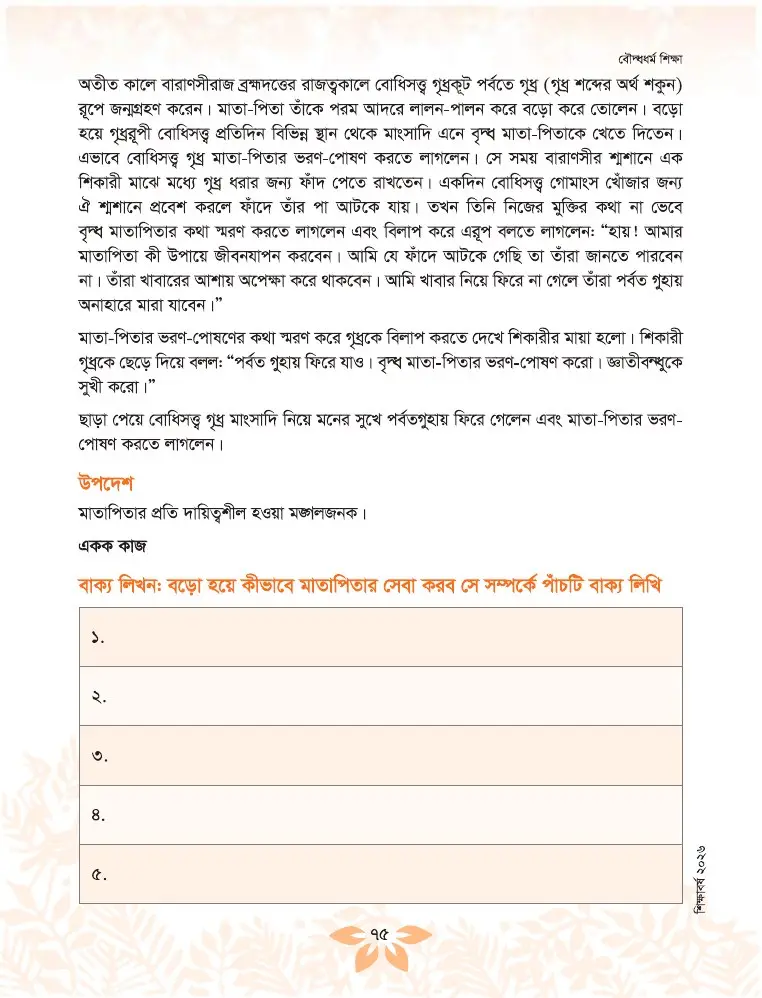 বৌদ্ধধর্ম শিক্ষা
অতীত কালে বারাণসীরাজ ব্রহ্মদত্তের রাজত্বকালে বোধিসত্ত্ব গৃধ্রকূট পর্বতে গৃধ্র (গৃধ্র শব্দের অর্থ শকুন)
রূপে জন্মগ্রহণ করেন। মাতা-পিতা তাঁকে পরম আদরে লালন-পালন করে বড়ো করে তোলেন। বড়ো
হয়ে গৃধ্ররূপী বোধিসত্ত্ব প্রতিদিন বিভিন্ন স্থান থেকে মাংসাদি এনে বৃদ্ধ মাতা-পিতাকে খেতে দিতেন।
এভাবে বোধিসত্ত্ব গৃধ্র মাতা-পিতার ভরণ-পোষণ করতে লাগলেন। সে সময় বারাণসীর শ্মশানে এক
শিকারী মাঝে মধ্যে গৃধ্র ধরার জন্য ফাঁদ পেতে রাখতেন। একদিন বোধিসত্ত্ব গোমাংস খোঁজার জন্য
ঐ শ্মশানে প্রবেশ করলে ফাঁদে তাঁর পা আটকে যায়। তখন তিনি নিজের মুক্তির কথা না ভেবে
বৃদ্ধ মাতাপিতার কথা স্মরণ করতে লাগলেন এবং বিলাপ করে এরূপ বলতে লাগলেন: “হায়! আমার
মাতাপিতা কী উপায়ে জীবনযাপন করবেন। আমি যে ফাঁদে আটকে গেছি তা তাঁরা জানতে পারবেন
না। তাঁরা খাবারের আশায় অপেক্ষা করে থাকবেন। আমি খাবার নিয়ে ফিরে না গেলে তাঁরা পর্বত গুহায়
অনাহারে মারা যাবেন।”
মাতা-পিতার ভরণ-পোষণের কথা স্মরণ করে গৃধ্রকে বিলাপ করতে দেখে শিকারীর মায়া হলো। শিকারী
গৃধ্রকে ছেড়ে দিয়ে বলল: “পর্বত গুহায় ফিরে যাও। বৃদ্ধ মাতা-পিতার ভরণ-পোষণ করো। জ্ঞাতীবন্ধুকে
সুখী করো।”
ছাড়া পেয়ে বোধিসত্ত্ব গৃধ্র মাংসাদি নিয়ে মনের সুখে পর্বতগুহায় ফিরে গেলেন এবং মাতা-পিতার ভরণ-
পোষণ করতে লাগলেন।
উপদেশ
মাতাপিতার প্রতি দায়িত্বশীল হওয়া মঙ্গলজনক।
একক কাজ
বাক্য লিখন: বড়ো হয়ে কীভাবে মাতাপিতার সেবা করব সে সম্পর্কে পাঁচটি বাক্য লিখি
১.
২.
৩.
৪.
৫.
শিক্ষাবর্ষ ২০২৬
৭৫